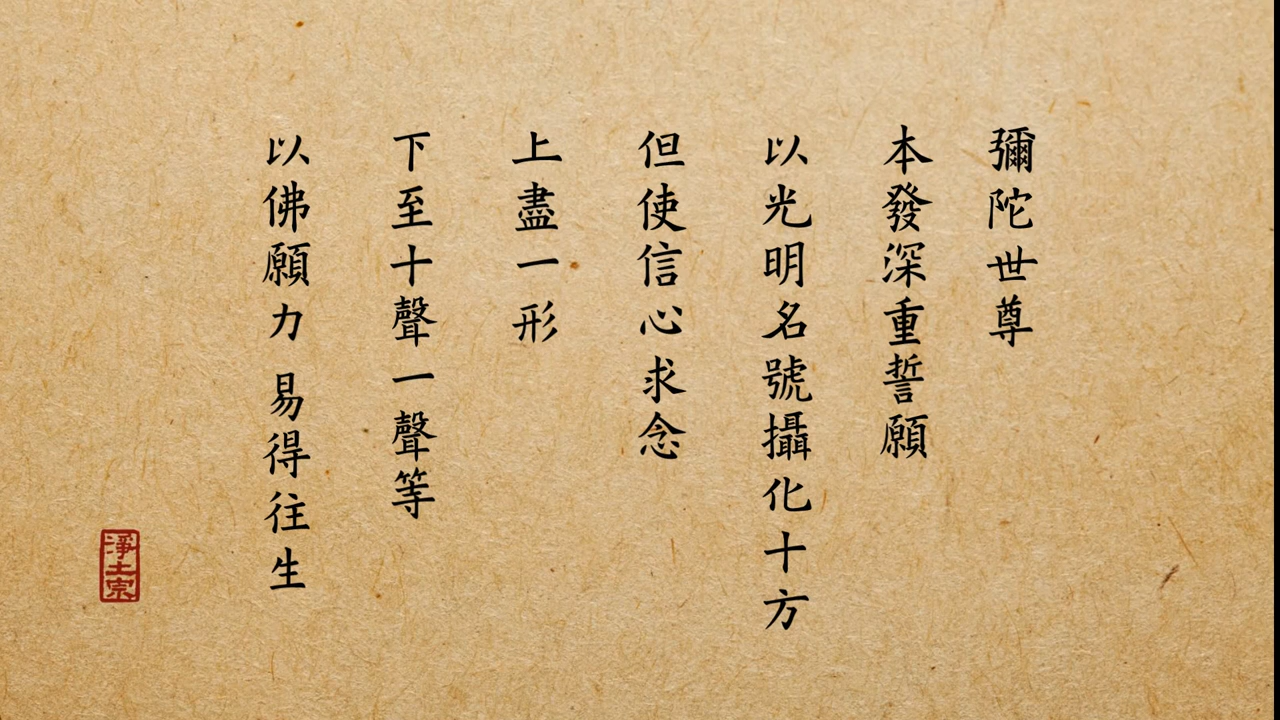 彌陀世尊
本發深重誓願
以光明名號攝化十方
但使信心求念
上盡一形
下至十聲一聲等
以佛願力 易得往生
淨土宗